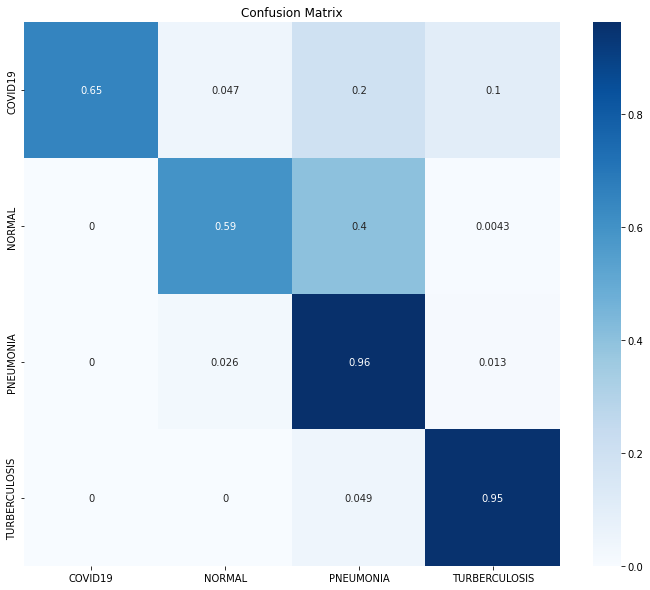 Confusion Matrix
COVID19
0.65 0.047 0.2 0.1
NORMAL
0 0.59 0.4 0.0043
PNEUMONIA
0 0.026 0.96 0.013
TURBERCULOSIS
0 0 0.049 0.95
COVID19 NORMAL PNEUMONIA TURBERCULOSIS
0.8
0.6
0.4
0.2
0.0